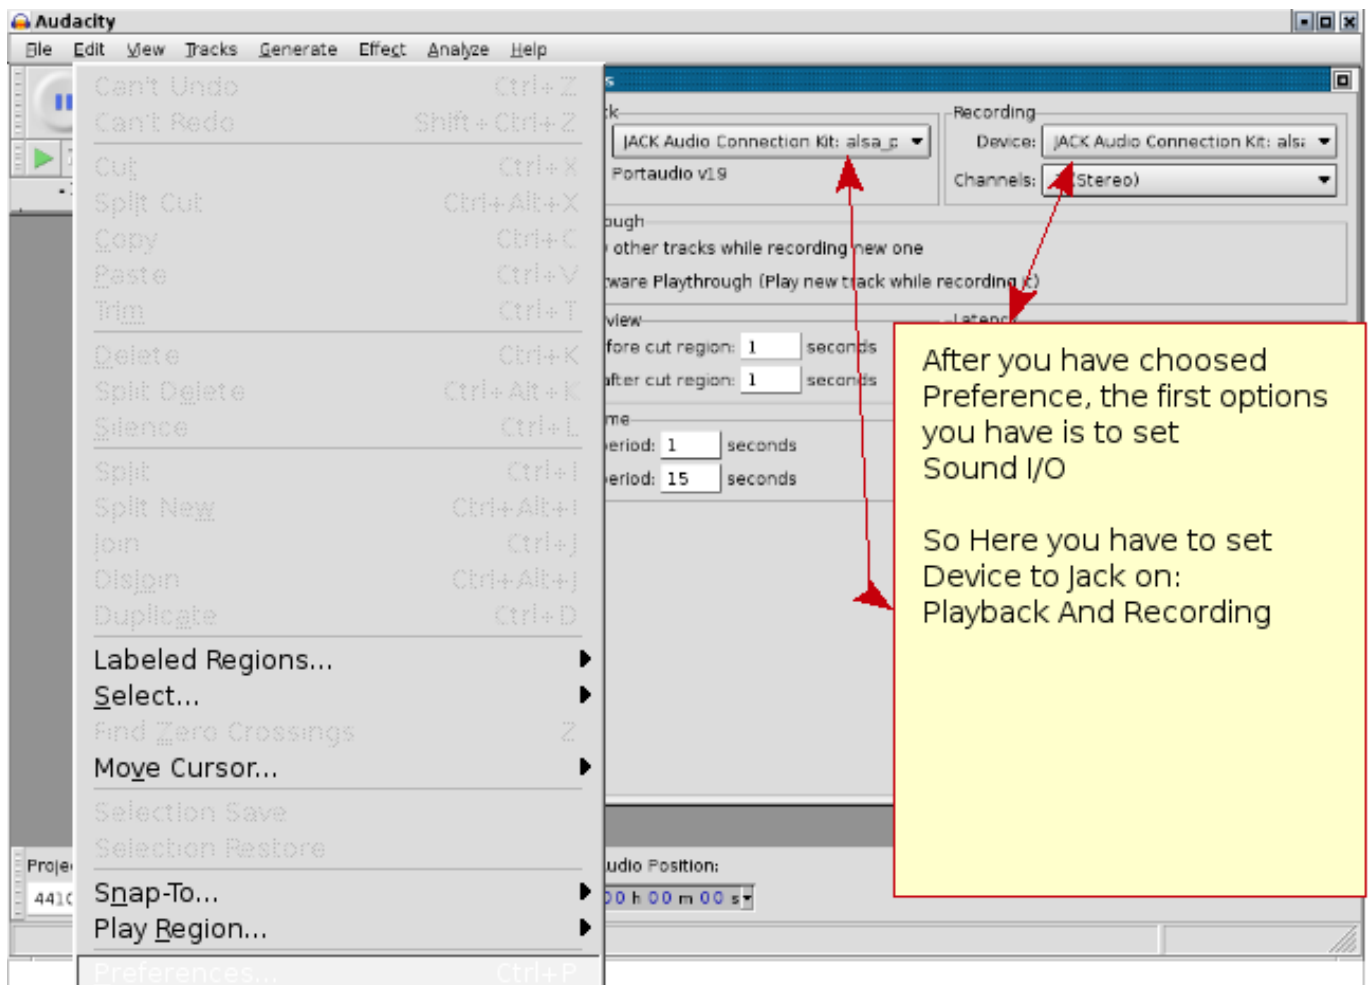 Audacity
File Edit View Tracks Generate Effect Analyze Help
Can't Undo Ctrl+Z
Can't Redo Shift+Ctrl+Z
Cut Ctrl+X
Split Cut Ctrl+Alt+X
Copy Ctrl+C
Paste Ctrl+V
Trim Ctrl+T
Delete Ctrl+K
Split Delete Ctrl+Alt+K
Silence Ctrl+L
Split Ctrl+I
Split New Ctrl+Alt+I
Join Ctrl+J
Disjoin Ctrl+Alt+J
Duplicate Ctrl+D
Labeled Regions...
Select...
Find Zero Crossings Z
Move Cursor...
Selection Save
Selection Restore
Snap-To...
Play Region...
Preferences... Ctrl+P
Recording
JACK Audio Connection Kit: alsa_p
Device: JACK Audio Connection Kit: als
Portaudio v19
Channels: (Stereo)
other tracks while recording new one
ware Playthrough (Play new track while recording it)
view
Latency
fore cut region: 1 seconds
after cut region: 1 seconds
me
eriod: 1 seconds
eriod: 15 seconds
After you have choosed
Preference, the first options
you have is to set
Sound I/O
So Here you have to set
Device to Jack on:
Playback And Recording
Proje
udio Position:
441
00 h 00 m 00 s